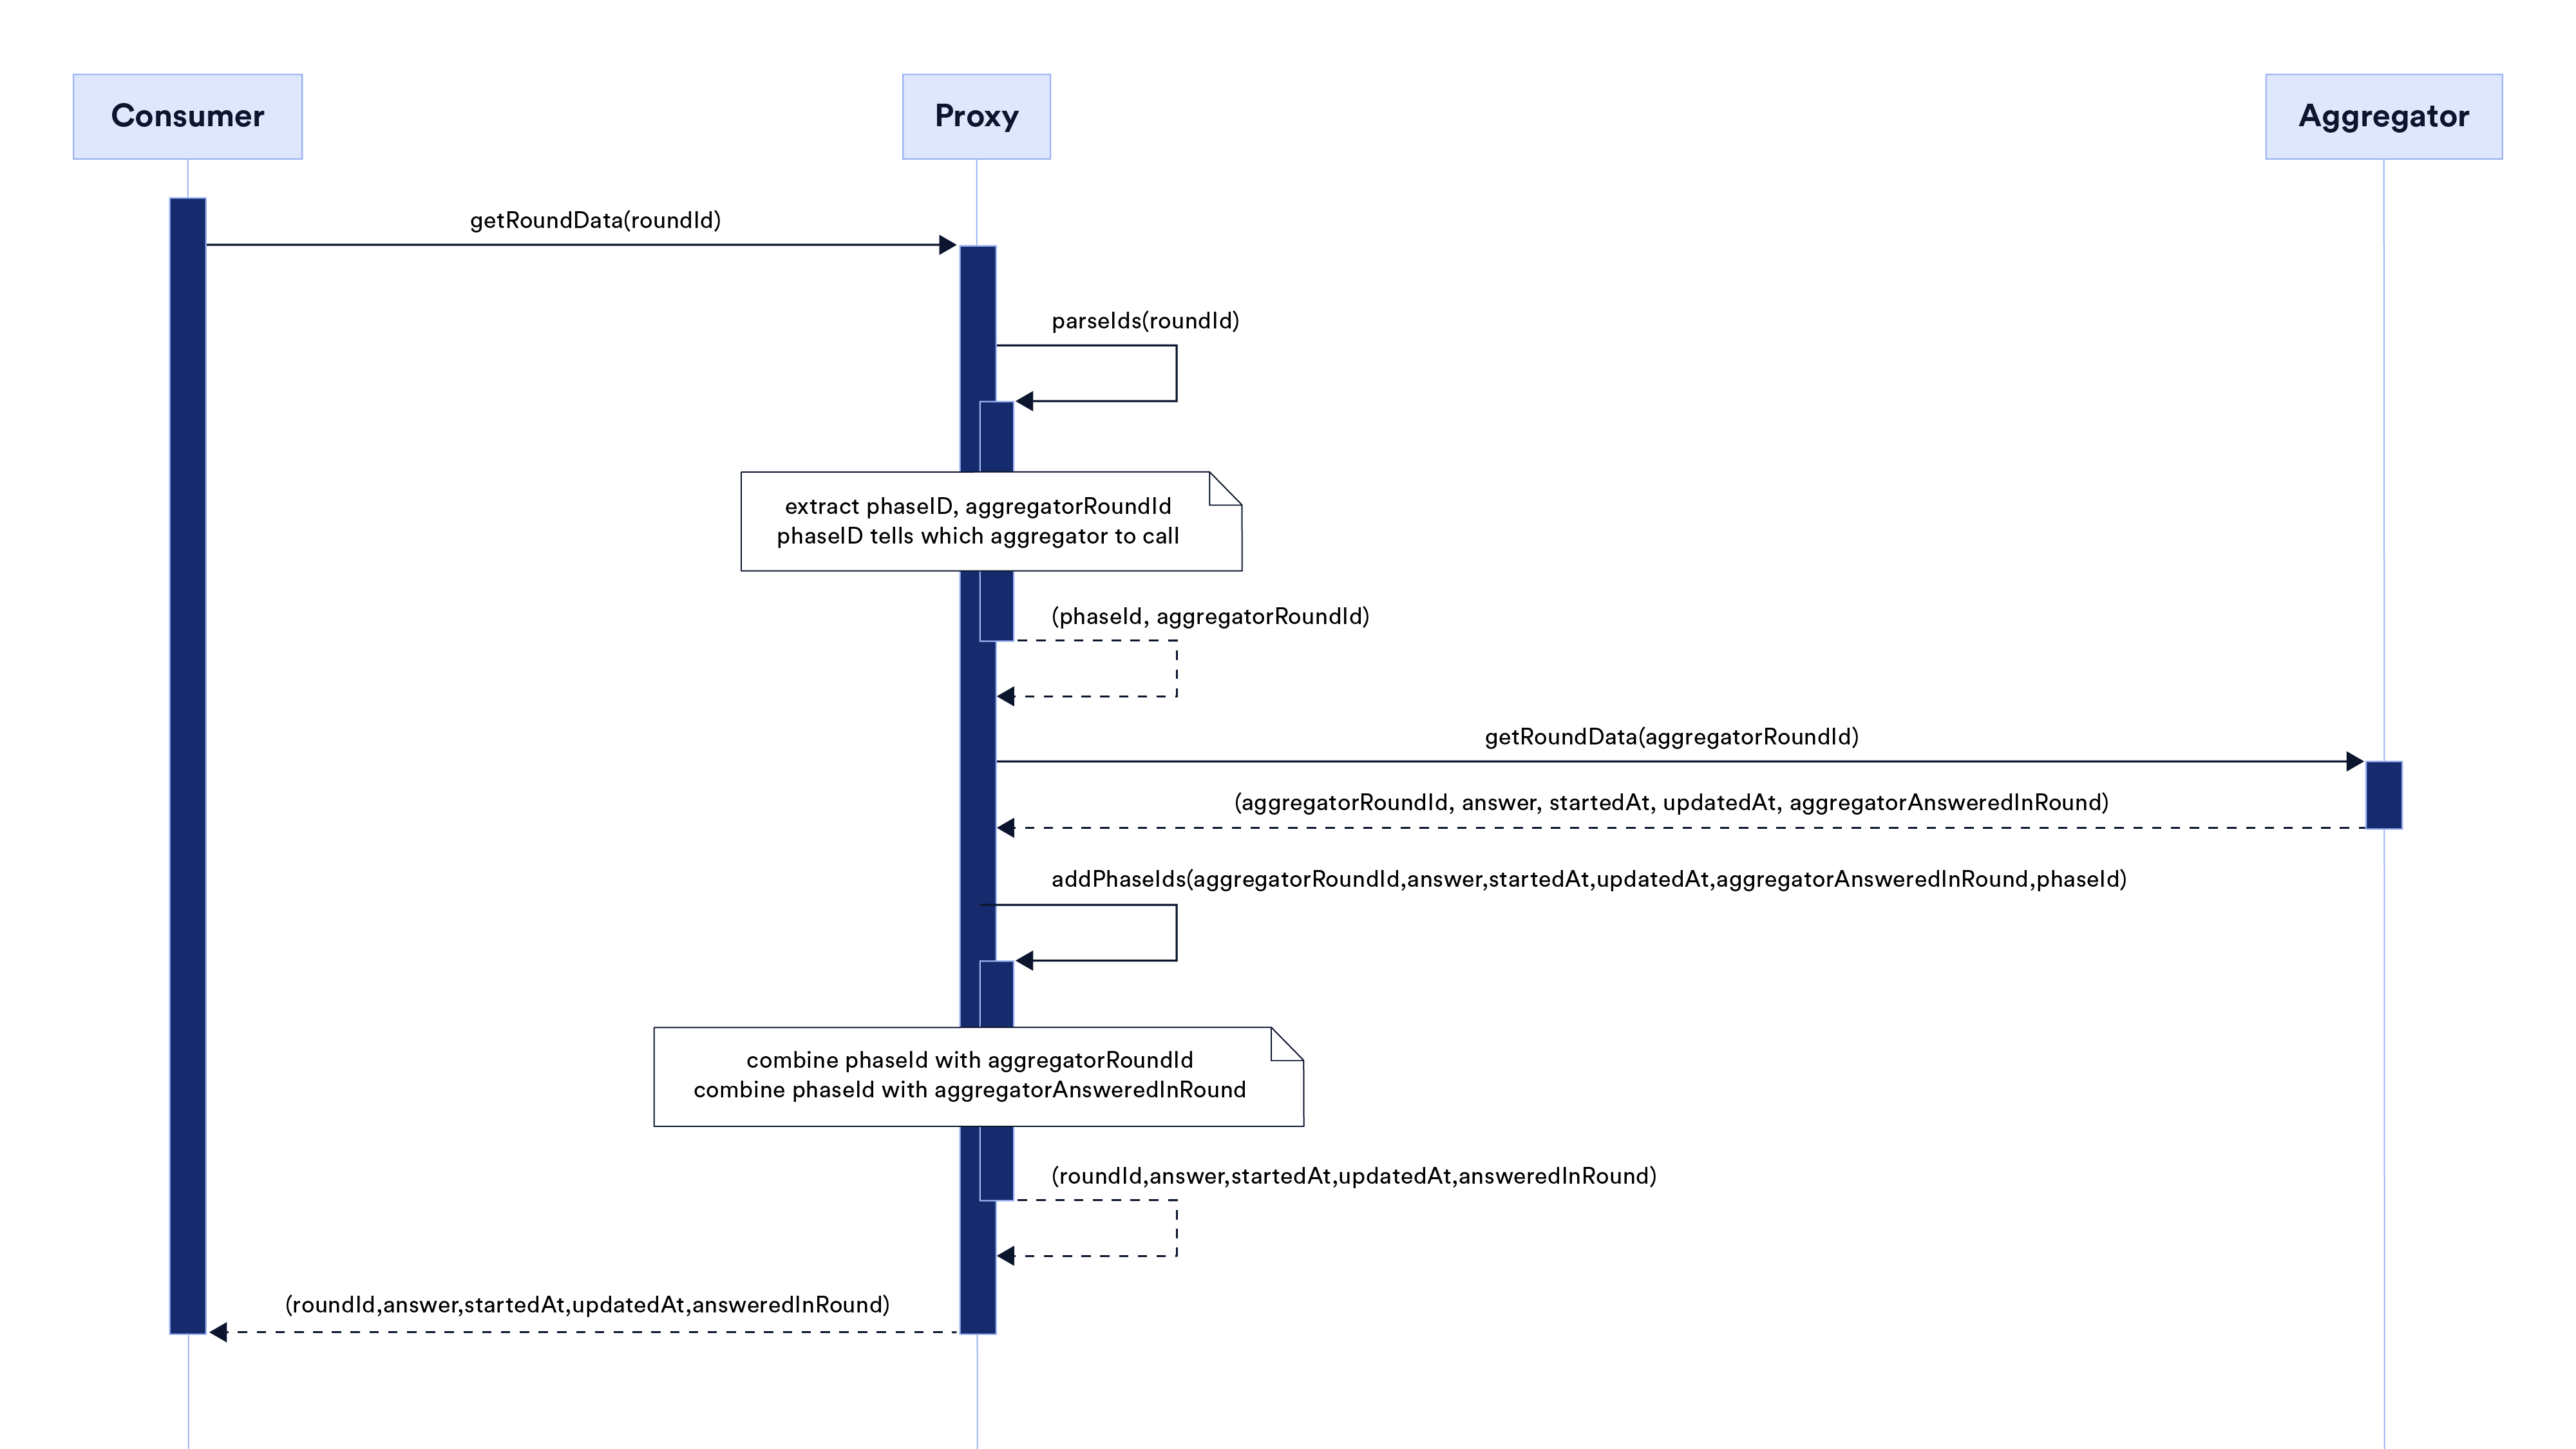 Consumer
Proxy
Aggregator
getRoundData(roundId)
parseIds(roundId)
extract phaseID, aggregatorRoundId
phaseID tells which aggregator to call
(phaseId, aggregatorRoundId)
getRoundData(aggregatorRoundId)
(aggregatorRoundId, answer, startedAt, updatedAt, aggregatorAnsweredInRound)
addPhaseIds(aggregatorRoundId,answer,startedAt,updatedAt,aggregatorAnsweredInRound,phaseId)
combine phaseId with aggregatorRoundId
combine phaseId with aggregatorAnsweredInRound
(roundId,answer,startedAt,updatedAt,answeredInRound)
(roundId,answer,startedAt,updatedAt,answeredInRound)